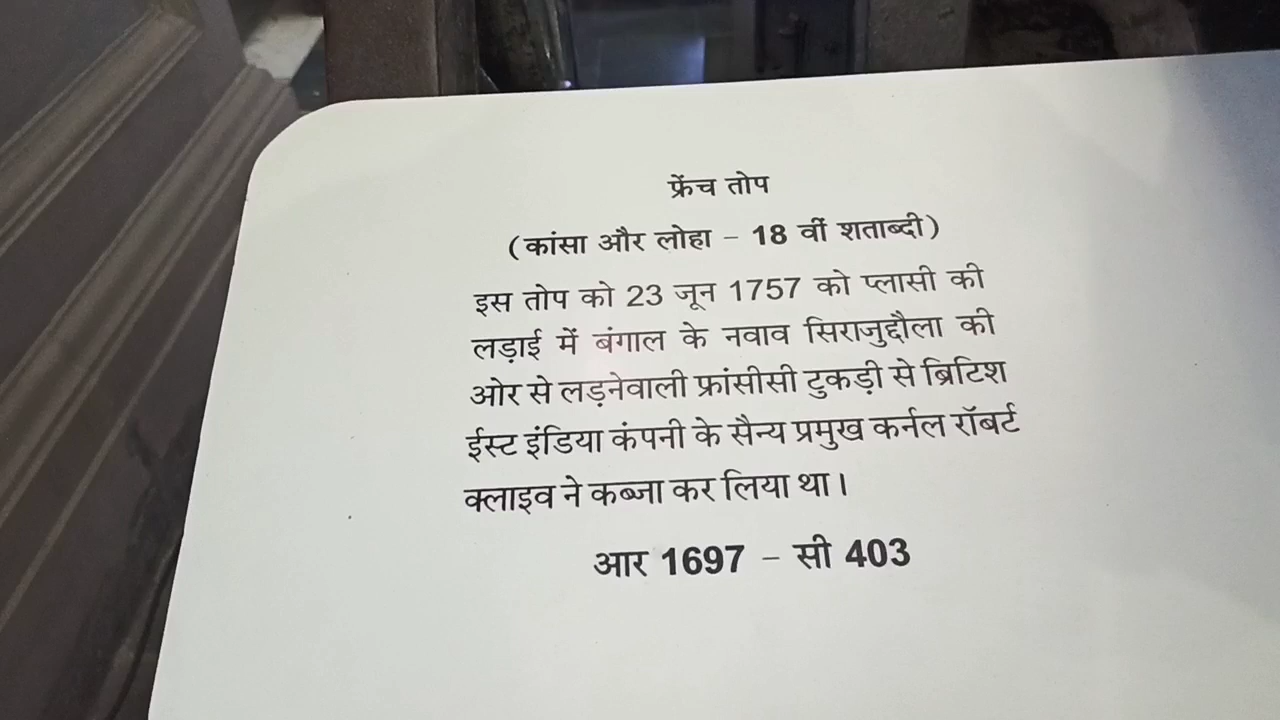 फ्रेंच तोप
(कांसा और लोहा – 18 वीं शताब्दी)
इस तोप को 23 जून 1757 को प्लासी की
लड़ाई में बंगाल के नवाव सिराजुद्दौला की
ओर से लड़नेवाली फ्रांसीसी टुकड़ी से ब्रिटिश
ईस्ट इंडिया कंपनी के सैन्य प्रमुख कर्नल रॉबर्ट
क्लाइव ने कब्जा कर लिया था।
आर 1697 – सी 403